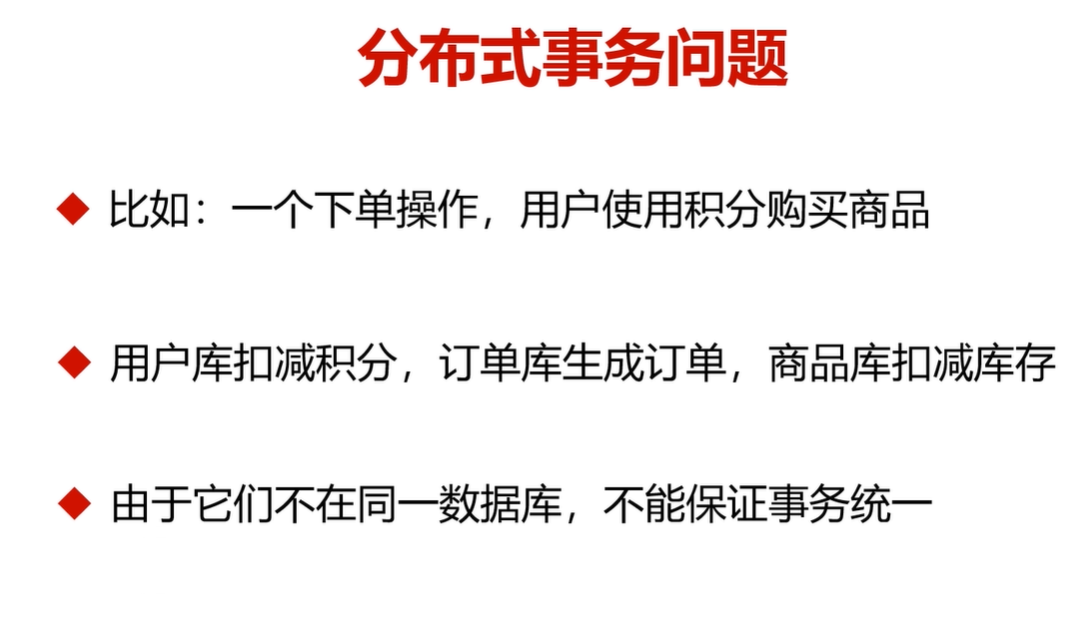 分布式事务问题
比如：一个下单操作，用户使用积分购买商品
用户库扣减积分，订单库生成订单，商品库扣减库存
由于它们不在同一数据库，不能保证事务统一